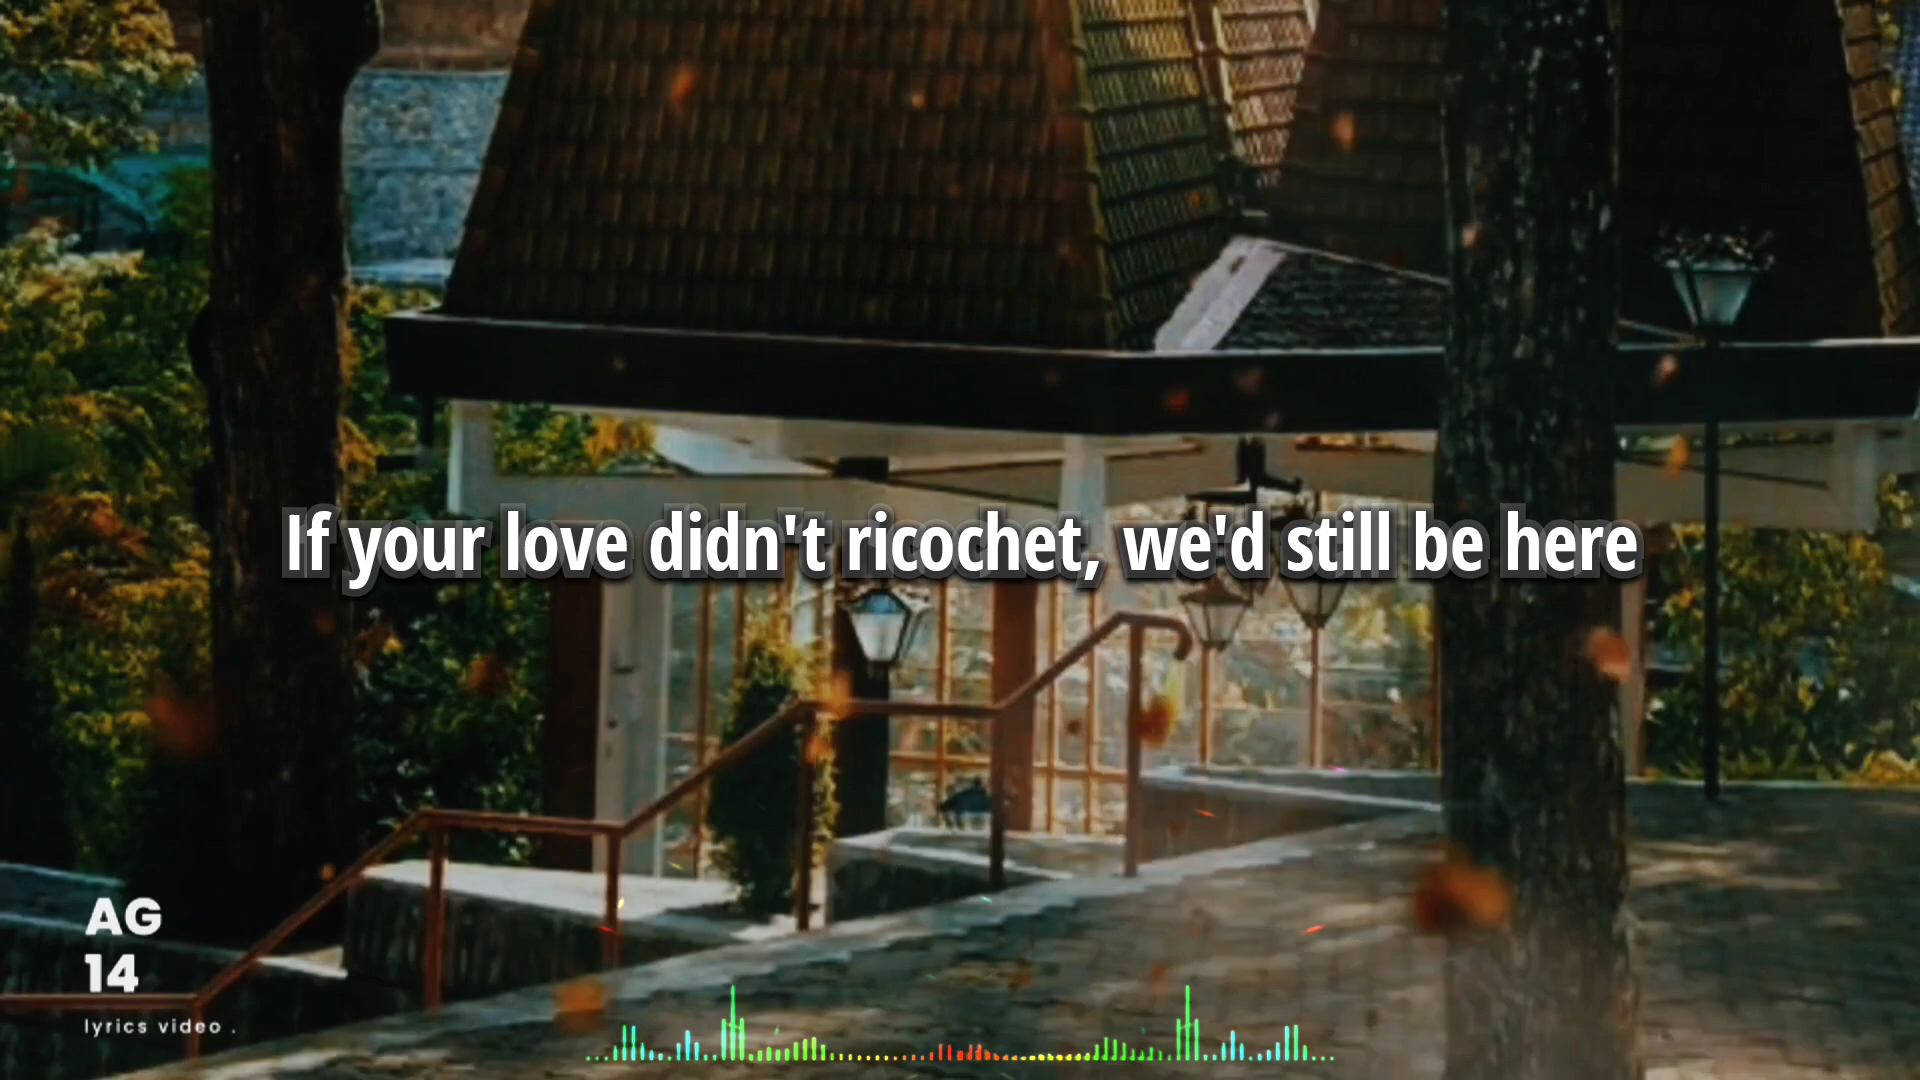 If your love didn't ricochet, we'd still be here
AG
14
lyrics video .